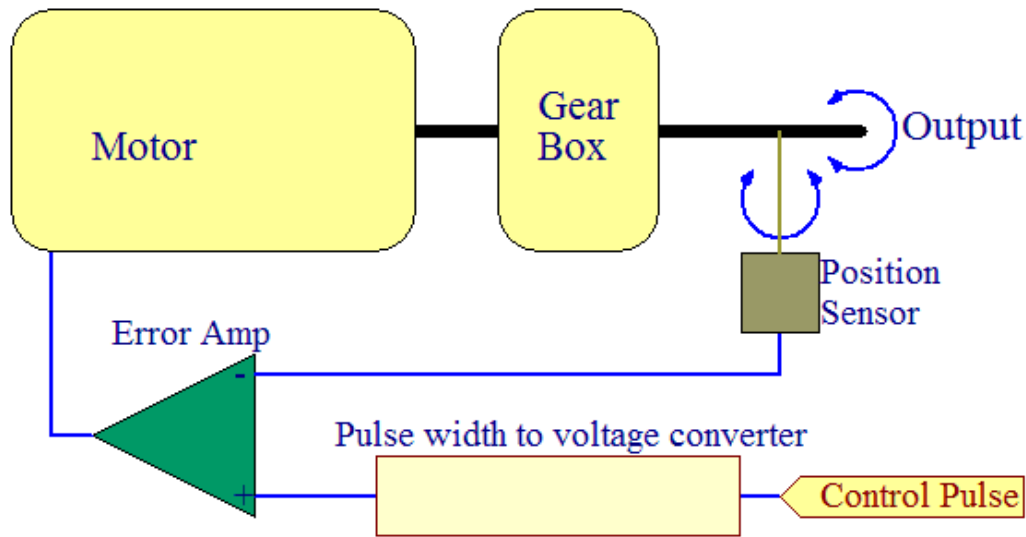 Motor
Gear
Box
Output
Position
Sensor
Error Amp
-
Pulse width to voltage converter
+
Control Pulse